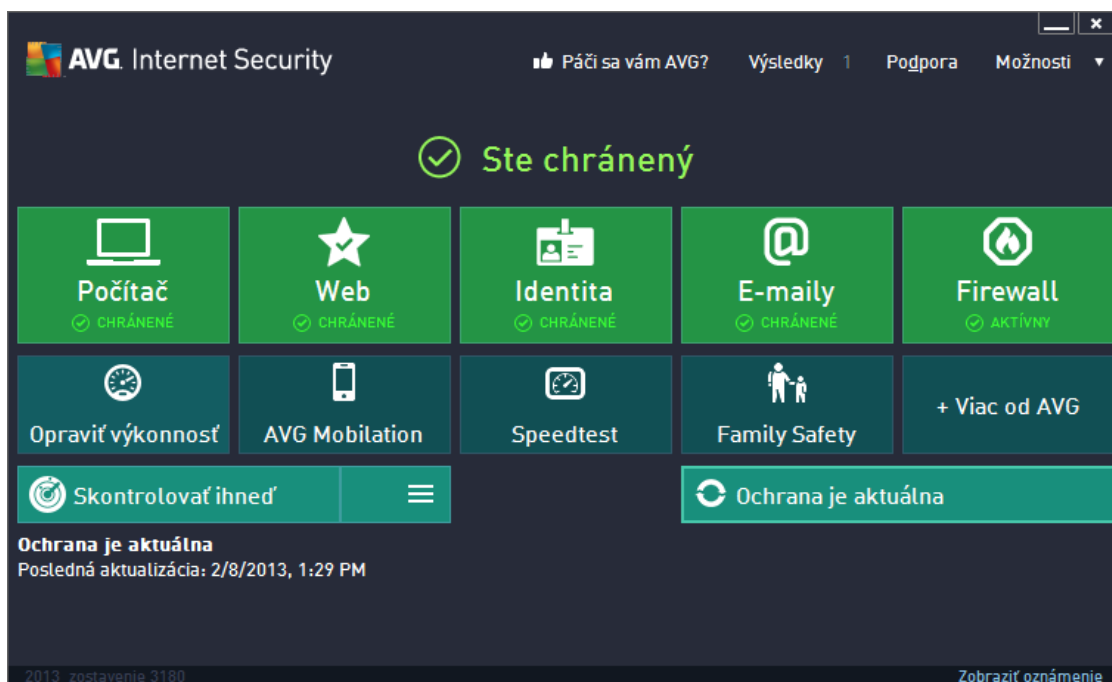 AVG. Internet Security
Páči sa vám AVG? Výsledky 1 Podpora Možnosti
Ste chránený
Počítač Web Identita E-maily Firewall
CHRÁNENÉ CHRÁNENÉ CHRÁNENÉ CHRÁNENÉ AKTÍVNY
Opraviť výkonnosť AVG Mobilation Speedtest Family Safety + Viac od AVG
Skontrolovať ihneď Ochrana je aktuálna
Ochrana je aktuálna
Posledná aktualizácia: 2/8/2013, 1:29 PM
2013 zostavenie 3180 Zobraziť oznámenie